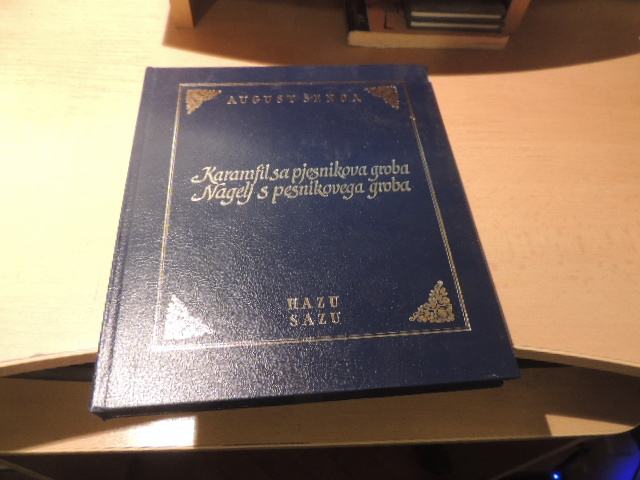 AUGUST ŠENOA
Karamfil sa pjesnikova groba
Nagelj s pesnikovega groba
HAZU
SAZU